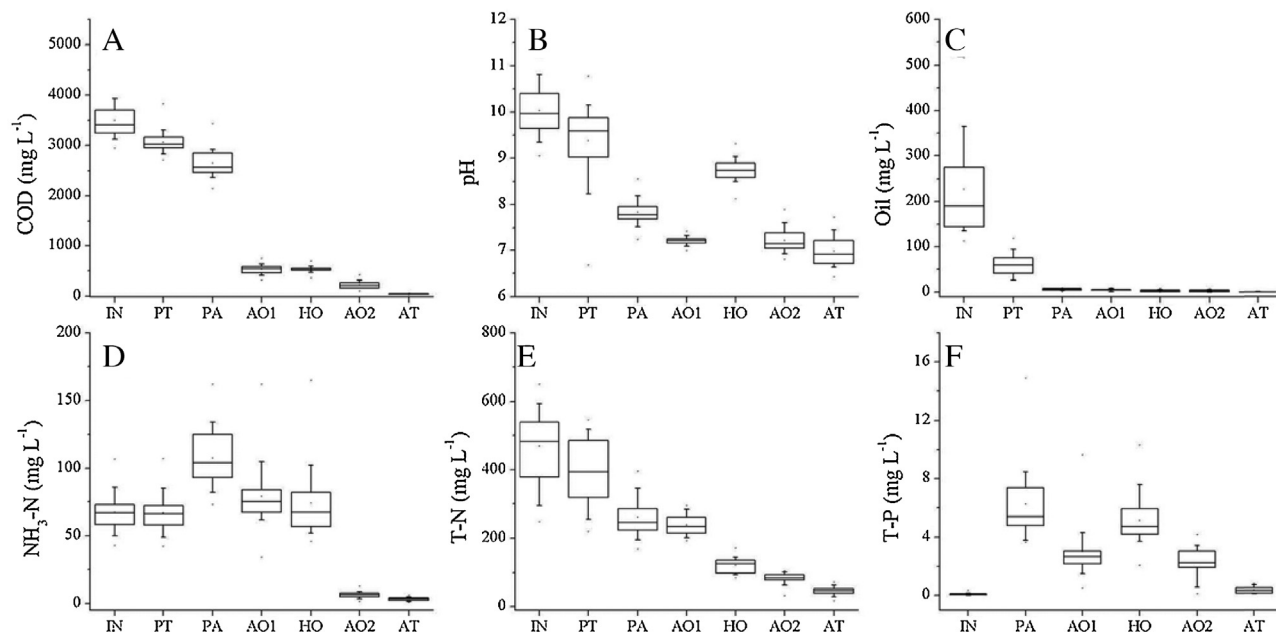 A
COD (mg L⁻¹)
5000
4000
3000
2000
1000
0
IN PT PA AO1 HO AO2 AT
B
pH
12
11
10
9
8
7
6
IN PT PA AO1 HO AO2 AT
C
Oil (mg L⁻¹)
600
500
400
300
200
100
0
IN PT PA AO1 HO AO2 AT
D
NH₃-N (mg L⁻¹)
200
150
100
50
0
IN PT PA AO1 HO AO2 AT
E
T-N (mg L⁻¹)
800
600
400
200
0
IN PT PA AO1 HO AO2 AT
F
T-P (mg L⁻¹)
16
12
8
4
0
IN PA AO1 HO AO2 AT